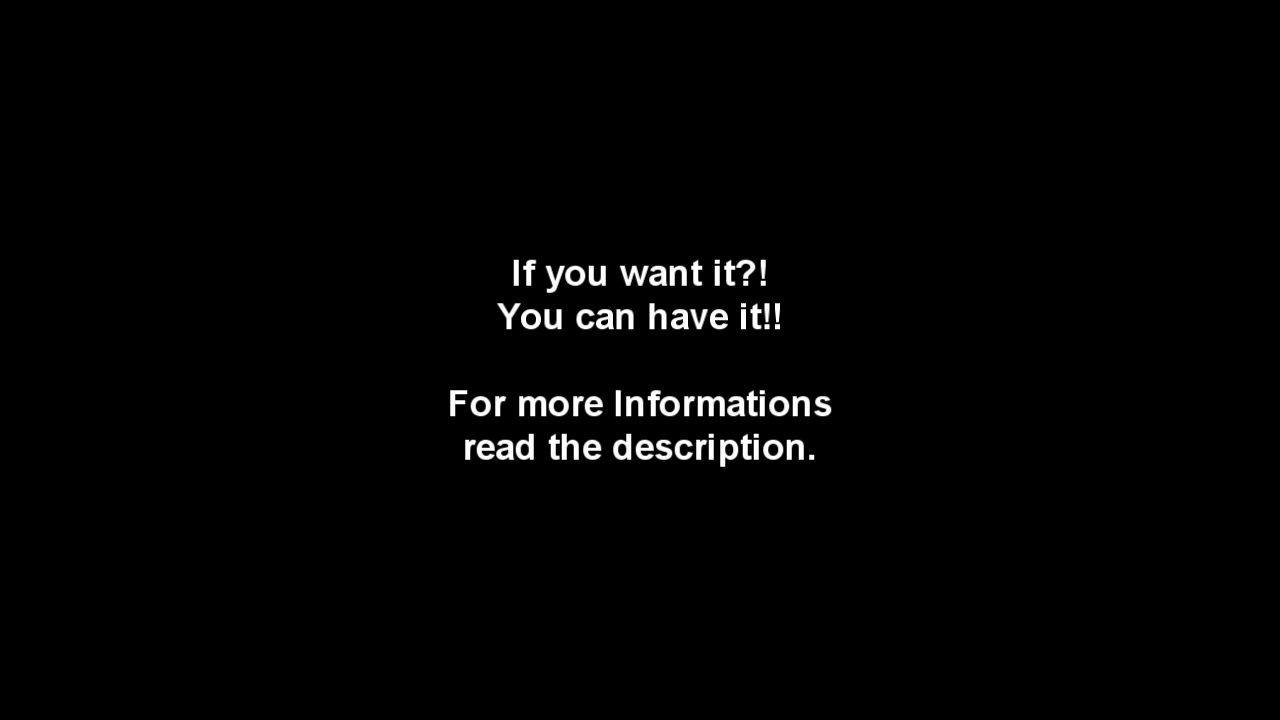 If you want it?!
You can have it!!
For more Informations
read the description.